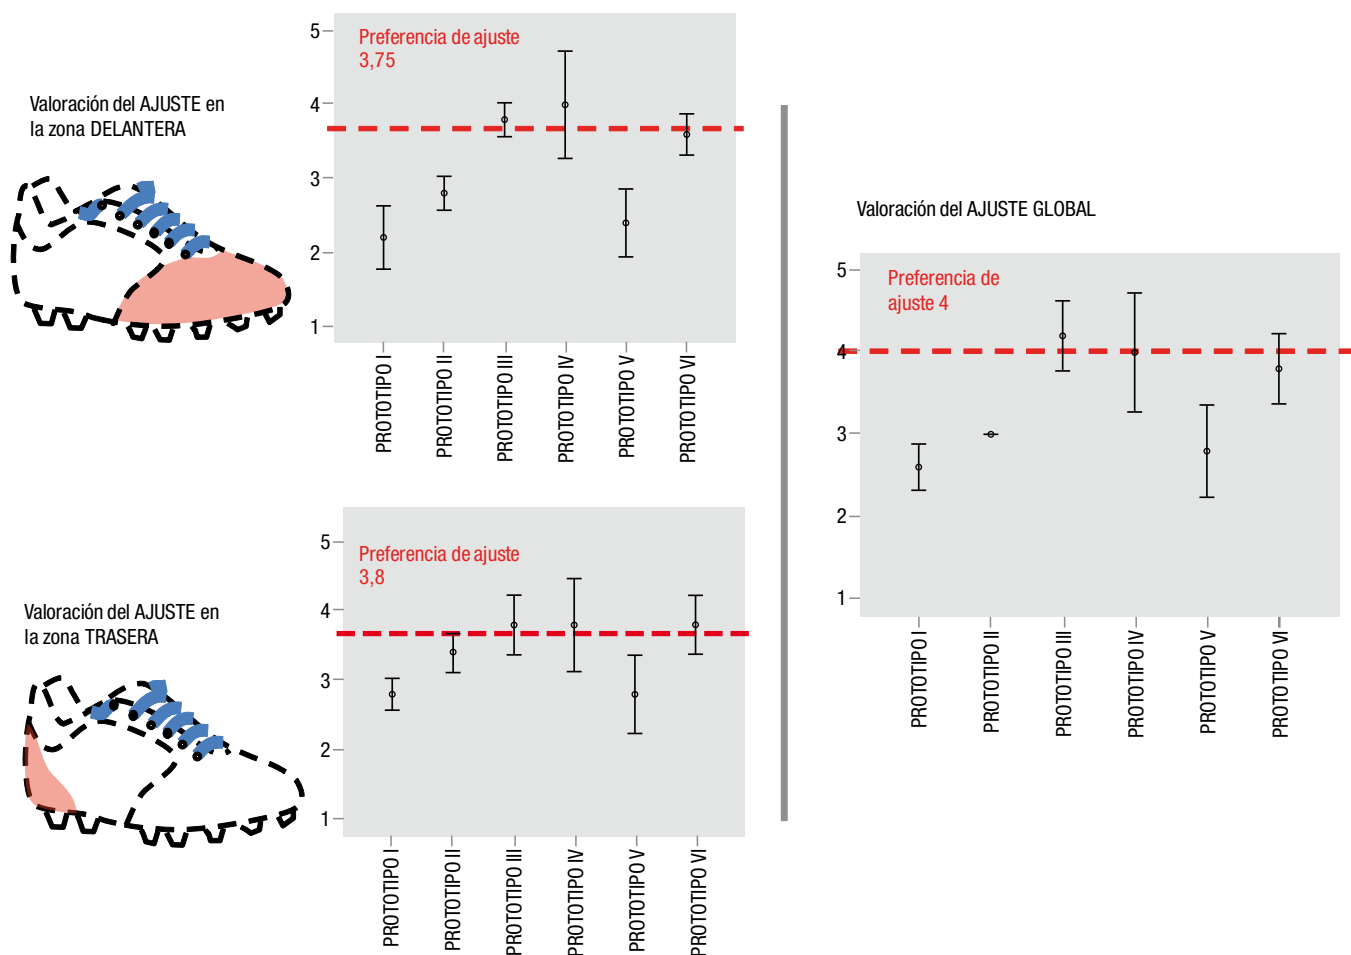 Valoración del AJUSTE en
la zona DELANTERA
Preferencia de ajuste
3,75
5
4
3
2
1
PROTOTIPO I
PROTOTIPO II
PROTOTIPO III
PROTOTIPO IV
PROTOTIPO V
PROTOTIPO VI
Valoración del AJUSTE en
la zona TRASERA
Preferencia de ajuste
3,8
5
4
3
2
1
PROTOTIPO I
PROTOTIPO II
PROTOTIPO III
PROTOTIPO IV
PROTOTIPO V
PROTOTIPO VI
Valoración del AJUSTE GLOBAL
Preferencia de
ajuste 4
5
4
3
2
1
PROTOTIPO I
PROTOTIPO II
PROTOTIPO III
PROTOTIPO IV
PROTOTIPO V
PROTOTIPO VI